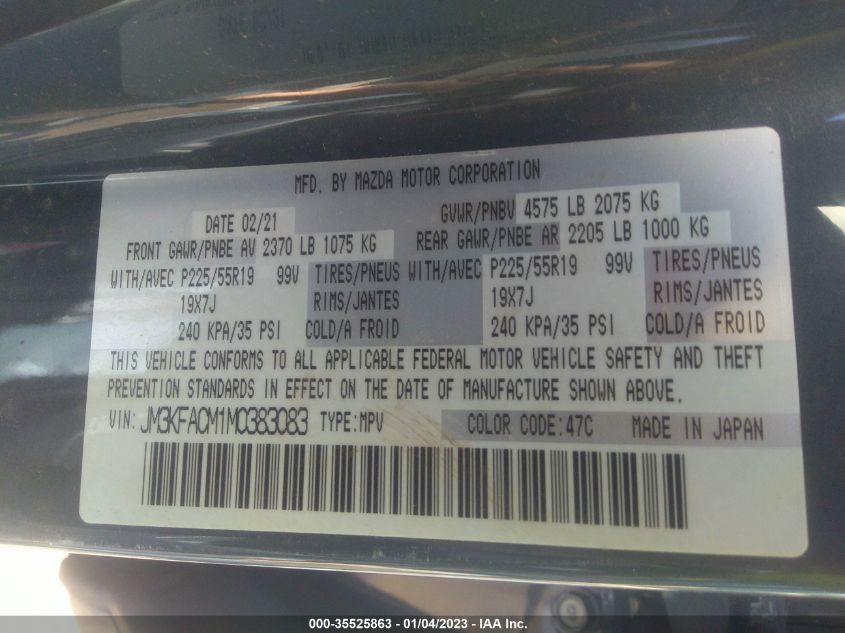 MFD. BY MAZDA MOTOR CORPORATION
DATE 02/21 GVWR/PNBV 4575 LB 2075 KG
FRONT GAWR/PNBE AV 2370 LB 1075 KG REAR GAWR/PNBE AR 2205 LB 1000 KG
WITH/AVEC P225/55R19 99V TIRES/PNEUS WITH/AVEC P225/55R19 99V TIRES/PNEUS
19X7J RIMS/JANTES 19X7J RIMS/JANTES
240 KPA/35 PSI COLD/A FROID 240 KPA/35 PSI COLD/A FROID
THIS VEHICLE CONFORMS TO ALL APPLICABLE FEDERAL MOTOR VEHICLE SAFETY AND THEFT
PREVENTION STANDARDS IN EFFECT ON THE DATE OF MANUFACTURE SHOWN ABOVE.
VIN: JM3KFACM1M0383083 TYPE:MPV COLOR CODE:47C MADE IN JAPAN
000-35525863 - 01/04/2023 - IAA Inc.